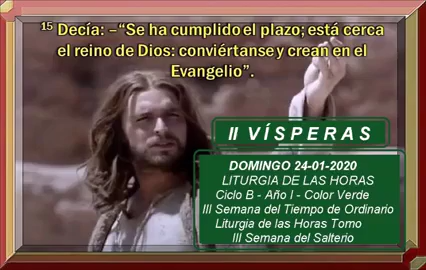 15 Decía: –“Se ha cumplido el plazo; está cerca
el reino de Dios: conviértanse y crean en el
Evangelio”.
II VÍSPERAS
DOMINGO 24-01-2020
LITURGIA DE LAS HORAS
Ciclo B - Año I - Color Verde
III Semana del Tiempo de Ordinario
Liturgia de las Horas Tomo
III Semana del Salterio